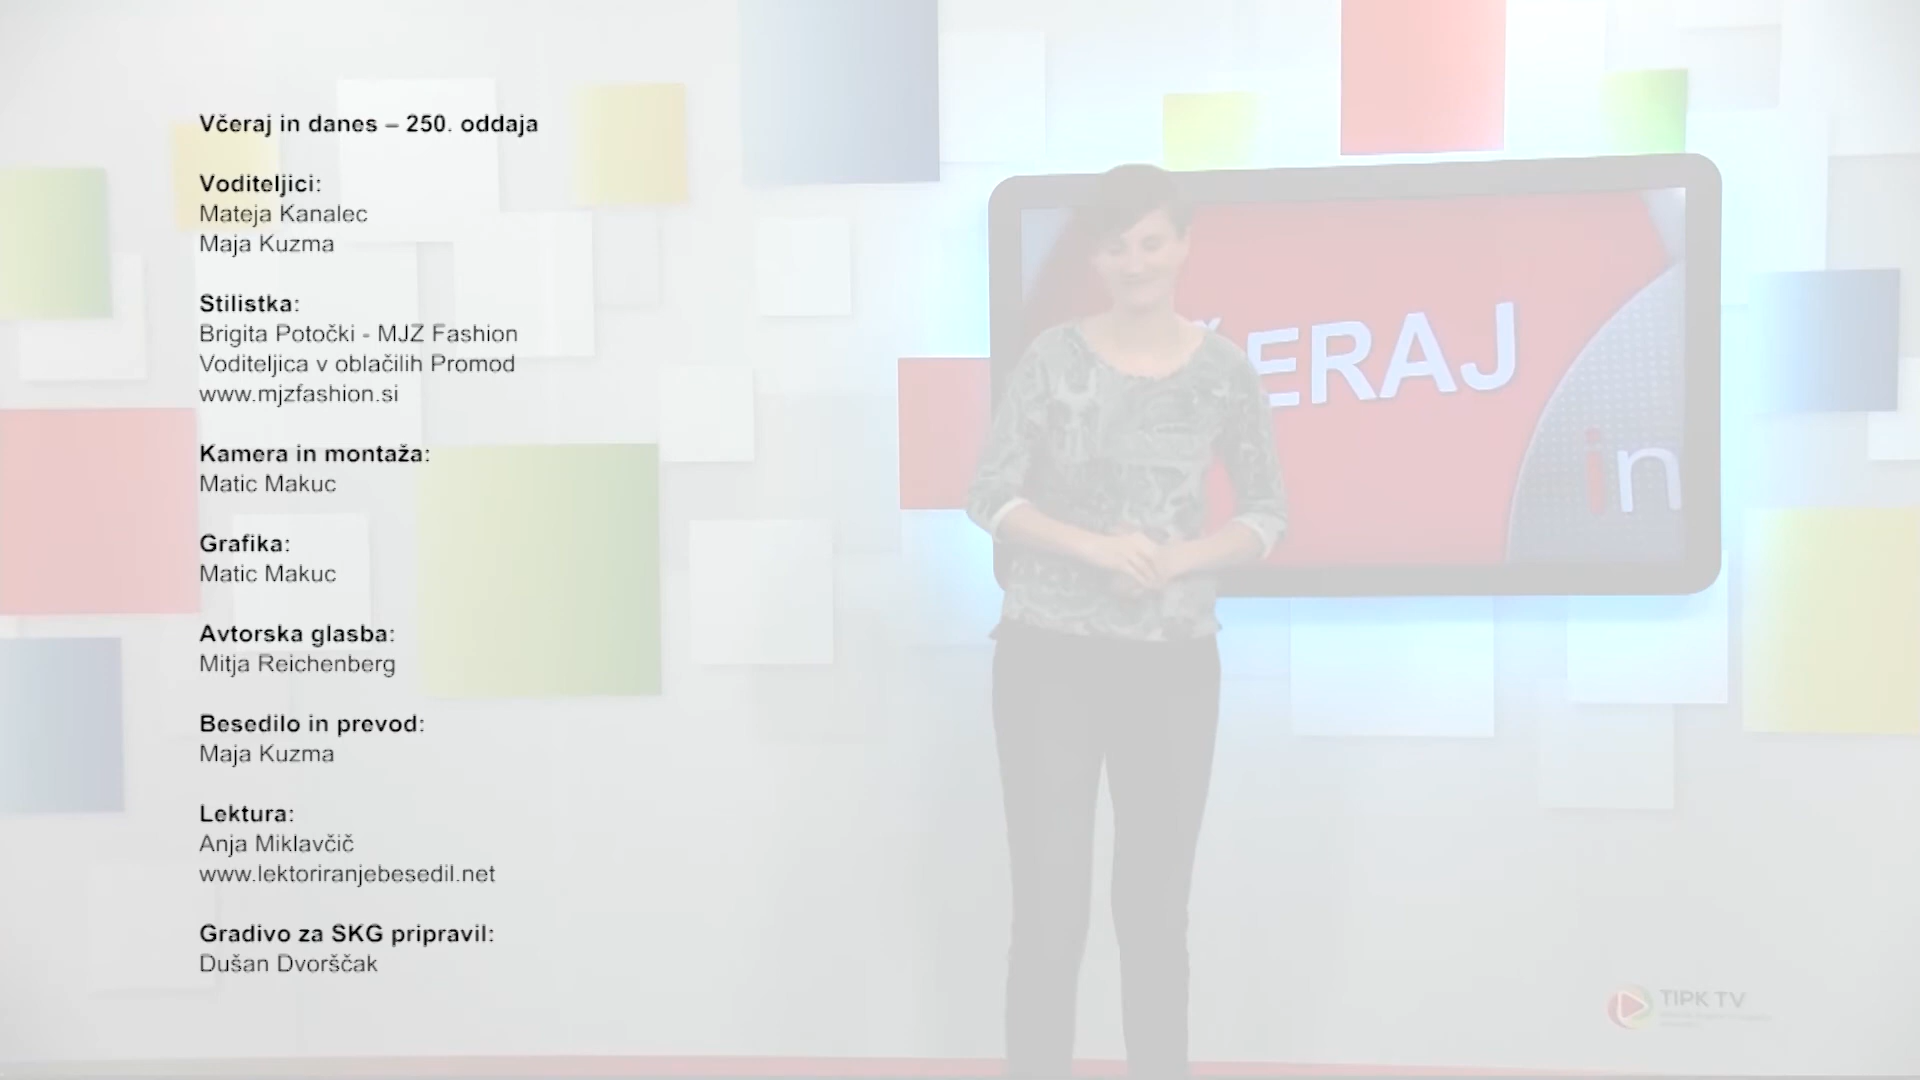 Včeraj in danes – 250. oddaja
Voditeljici:
Mateja Kanalec
Maja Kuzma
Stilistka:
Brigita Potočki - MJZ Fashion
Voditeljica v oblačilih Promod
www.mjzfashion.si
Kamera in montaža:
Matic Makuc
Grafika:
Matic Makuc
Avtorska glasba:
Mitja Reichenberg
Besedilo in prevod:
Maja Kuzma
Lektura:
Anja Miklavčič
www.lektoriranjebesedil.net
Gradivo za SKG pripravil:
Dušan Dvorščak
ČERAJ
in
TIPK TV